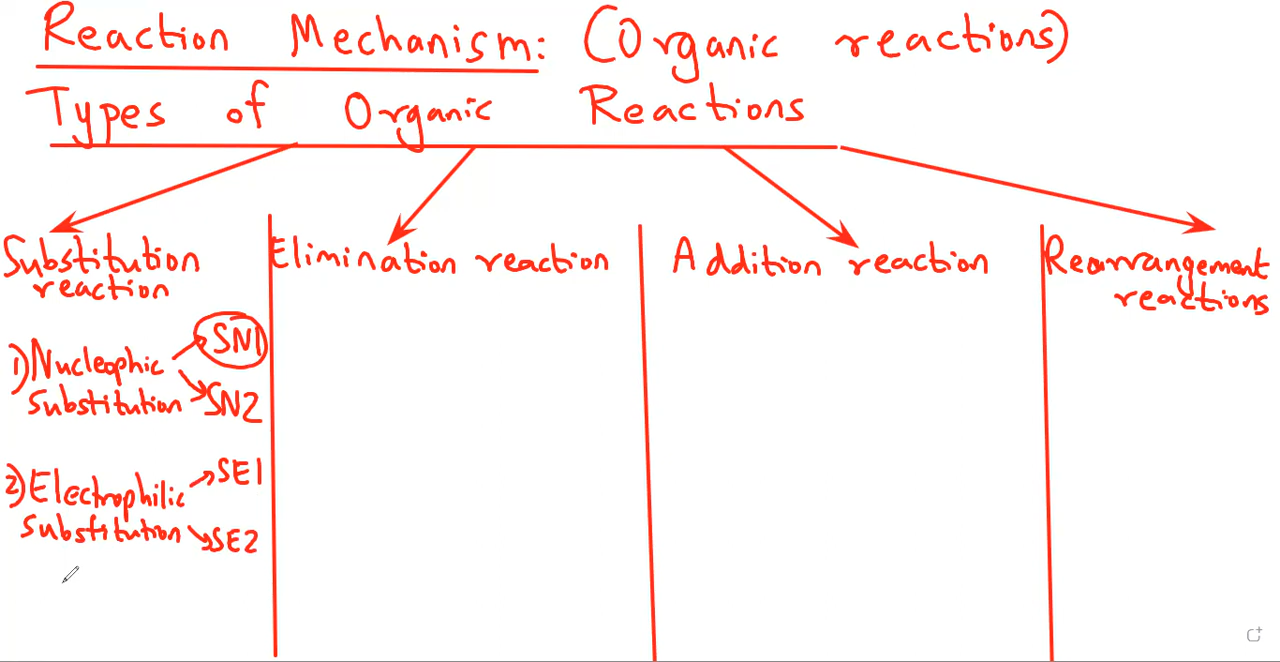 Reaction Mechanism: (Organic reactions)
Types of Organic Reactions
Substitution
reaction
1) Nucleophic
substitution
SN1
SN2
2) Electrophilic
substitution
SE1
SE2
Elimination reaction
Addition reaction
Rearrangement
reactions